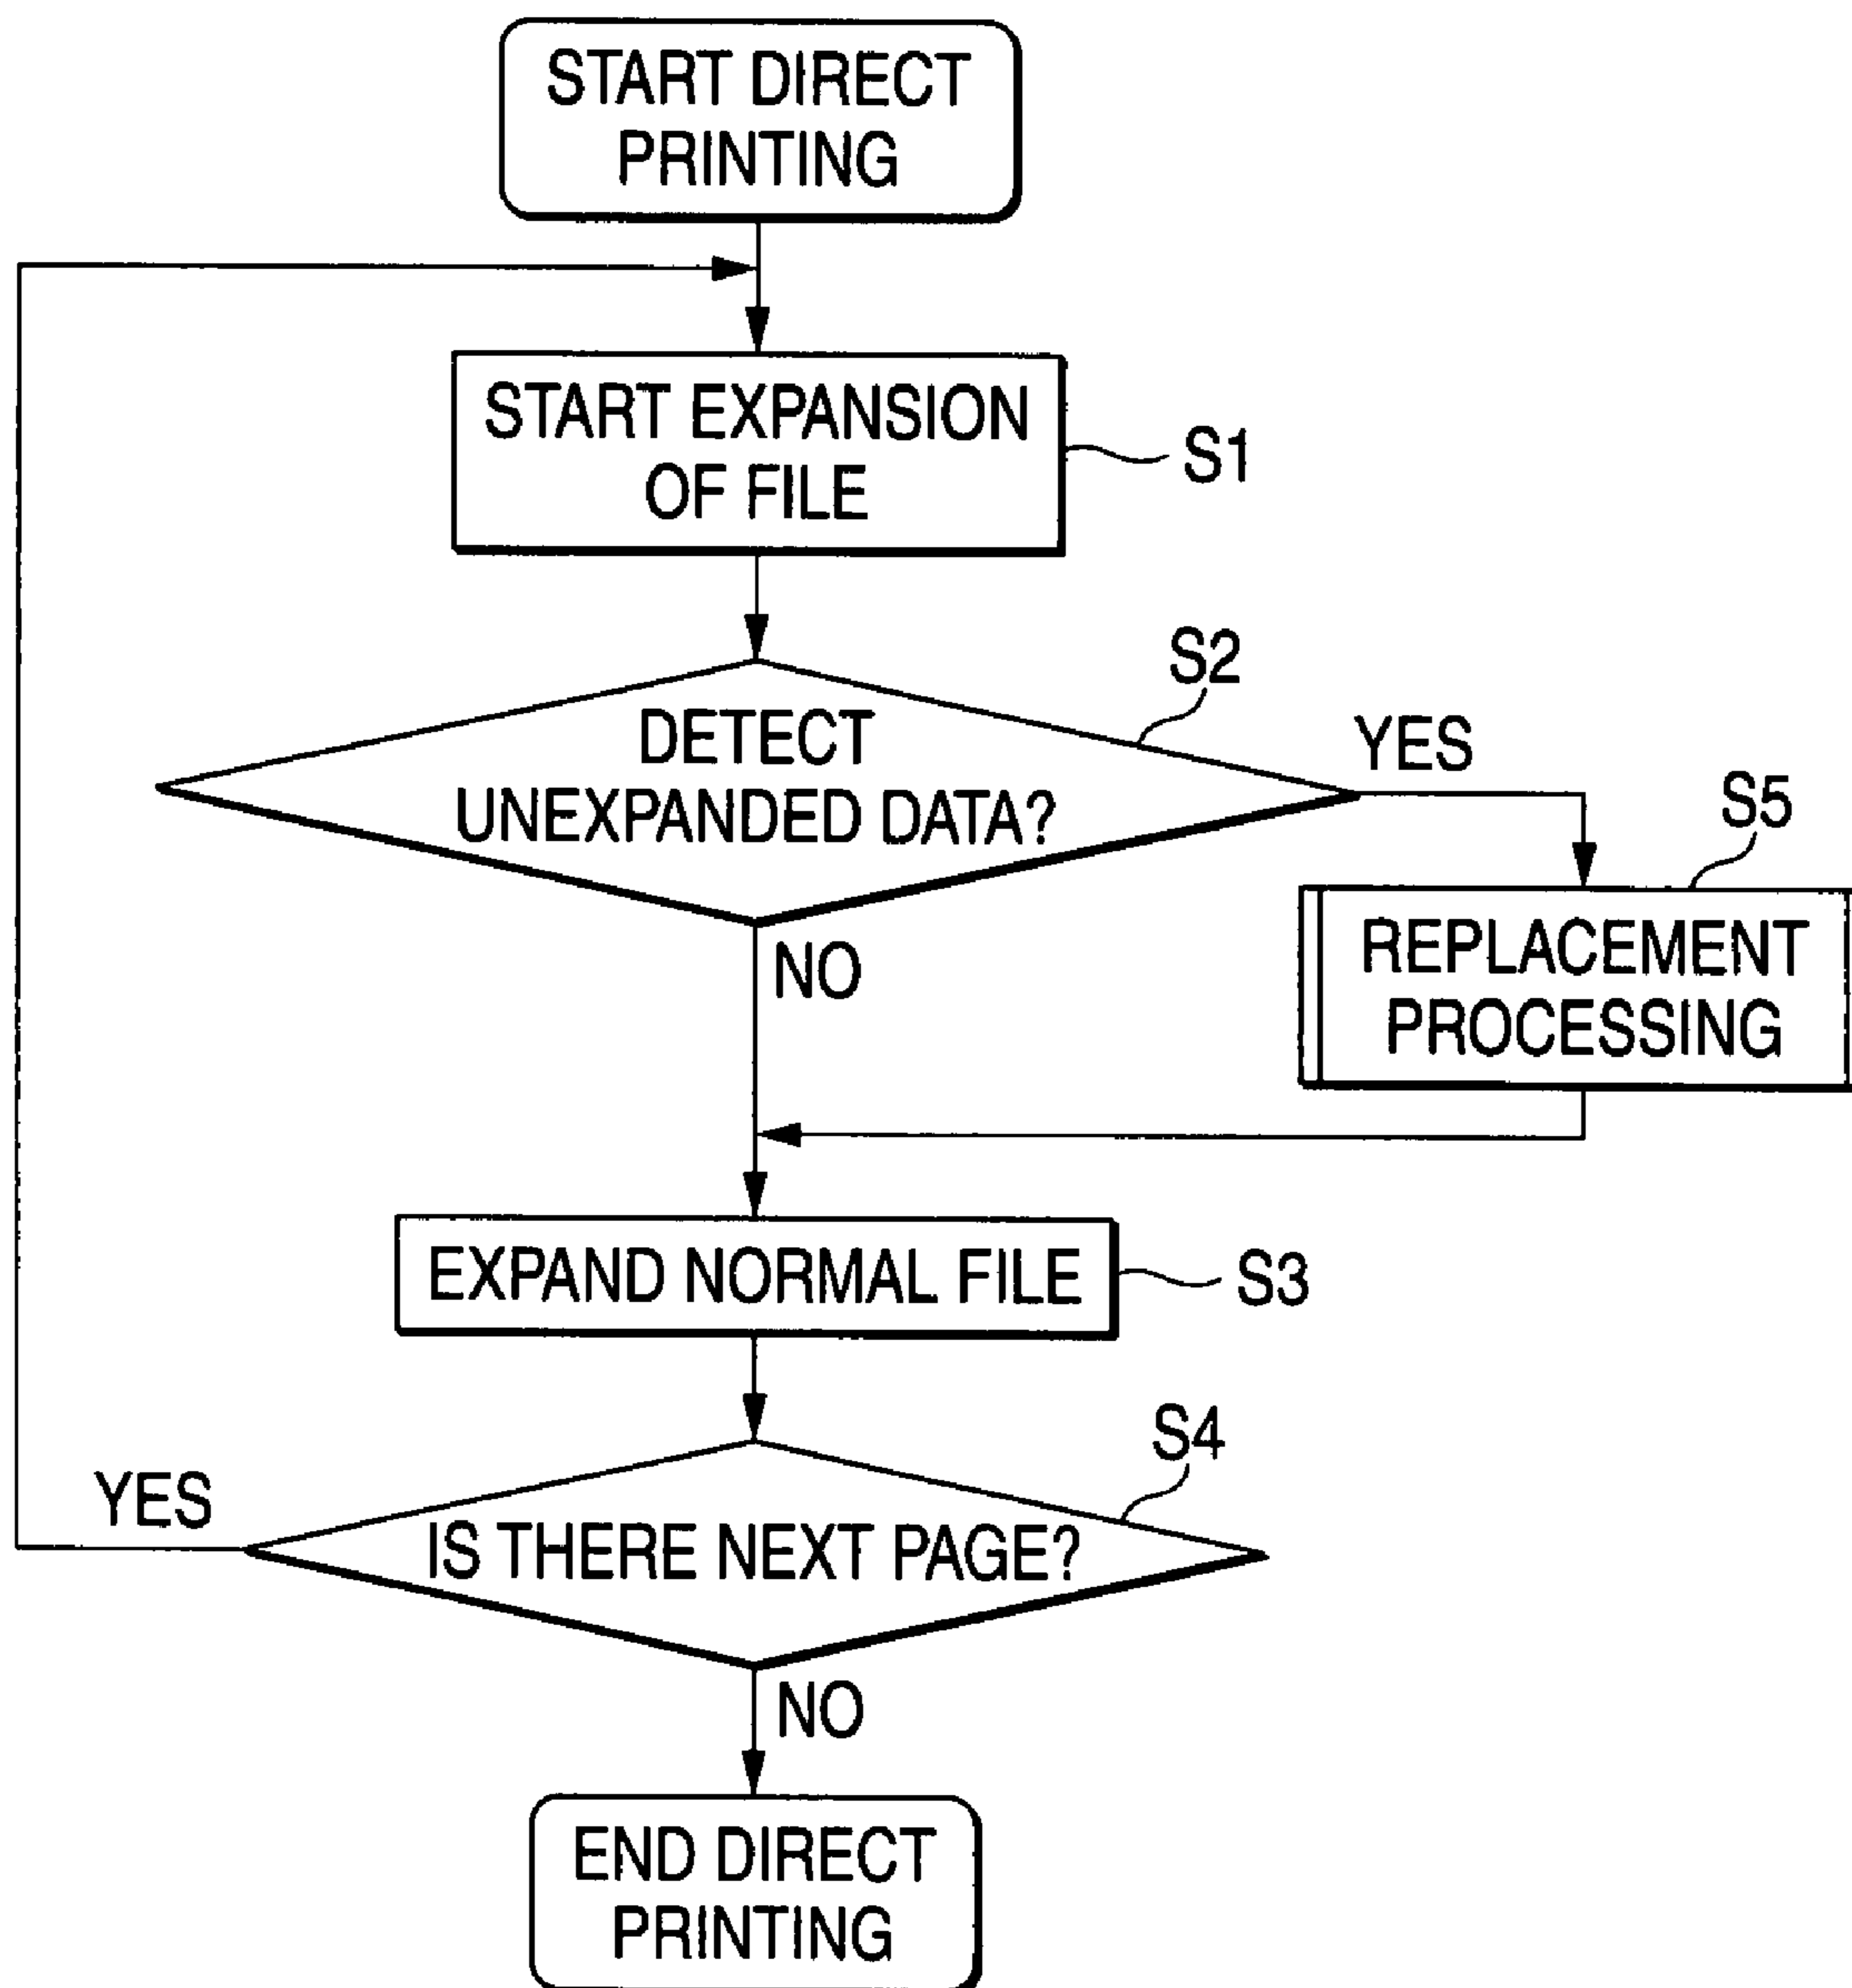 START DIRECT
PRINTING
START EXPANSION
OF FILE
S1
S2
DETECT
UNEXPANDED DATA?
YES
S5
REPLACEMENT
PROCESSING
NO
EXPAND NORMAL FILE
S3
S4
YES
IS THERE NEXT PAGE?
NO
END DIRECT
PRINTING